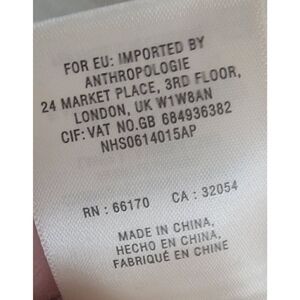 FOR EU: IMPORTED BY
ANTHROPOLOGIE
24 MARKET PLACE, 3RD FLOOR,
LONDON, UK W1W8AN
CIF: VAT NO.GB 684936382
NHS0614015AP
RN : 66170 CA : 32054
MADE IN CHINA,
HECHO EN CHINA,
FABRIQUÉ EN CHINE